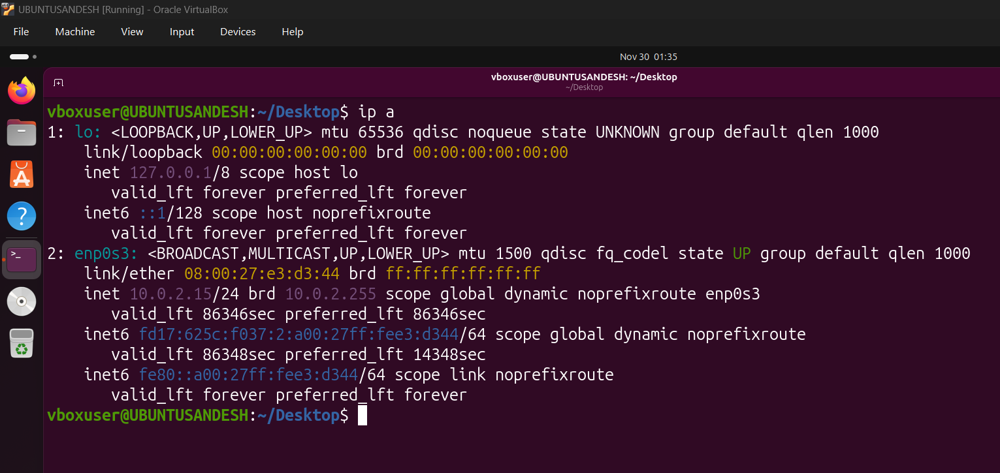 UBUNTUSANDESH [Running] - Oracle VirtualBox
File Machine View Input Devices Help
Nov 30 01:35
vboxuser@UBUNTUSANDESH: ~/Desktop
~/Desktop
vboxuser@UBUNTUSANDESH:~/Desktop$ ip a
1: lo: <LOOPBACK,UP,LOWER_UP> mtu 65536 qdisc noqueue state UNKNOWN group default qlen 1000
    link/loopback 00:00:00:00:00:00 brd 00:00:00:00:00:00
    inet 127.0.0.1/8 scope host lo
       valid_lft forever preferred_lft forever
    inet6 ::1/128 scope host noprefixroute
       valid_lft forever preferred_lft forever
2: enp0s3: <BROADCAST,MULTICAST,UP,LOWER_UP> mtu 1500 qdisc fq_codel state UP group default qlen 1000
    link/ether 08:00:27:e3:d3:44 brd ff:ff:ff:ff:ff:ff
    inet 10.0.2.15/24 brd 10.0.2.255 scope global dynamic noprefixroute enp0s3
       valid_lft 86346sec preferred_lft 86346sec
    inet6 fd17:625c:f037:2:a00:27ff:fee3:d344/64 scope global dynamic noprefixroute
       valid_lft 86348sec preferred_lft 14348sec
    inet6 fe80::a00:27ff:fee3:d344/64 scope link noprefixroute
       valid_lft forever preferred_lft forever
vboxuser@UBUNTUSANDESH:~/Desktop$